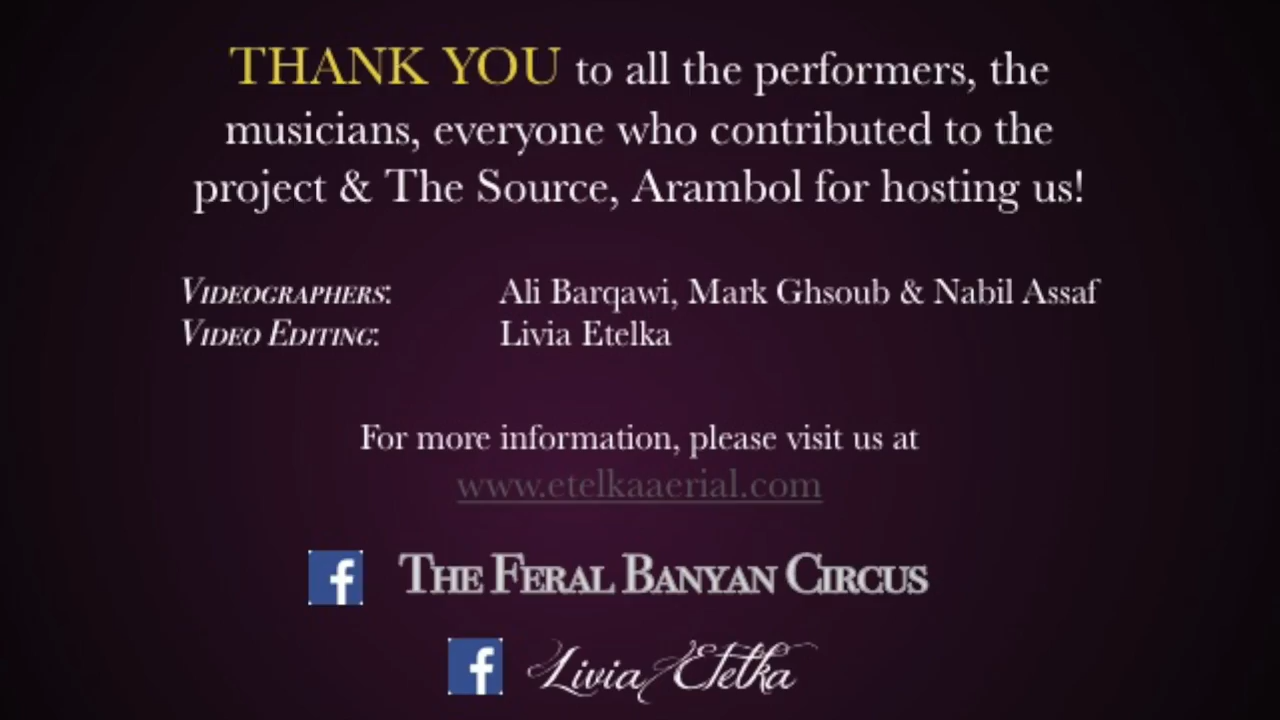 THANK YOU to all the performers, the
musicians, everyone who contributed to the
project & The Source, Arambol for hosting us!
VIDEOGRAPHERS: Ali Barqawi, Mark Ghsoub & Nabil Assaf
VIDEO EDITING: Livia Etelka
For more information, please visit us at
www.etelkaaerial.com
f THE FERAL BANYAN CIRCUS
f Livia Etelka